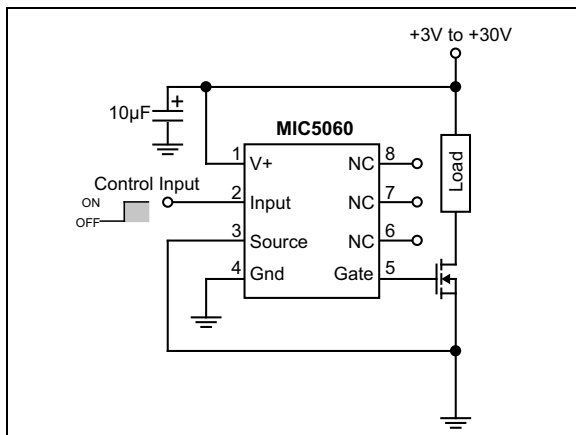 +3V to +30V
10µF
+
MIC5060
1 V+ NC 8
Control Input
ON
OFF
2 Input NC 7
3 Source NC 6
4 Gnd Gate 5
Load